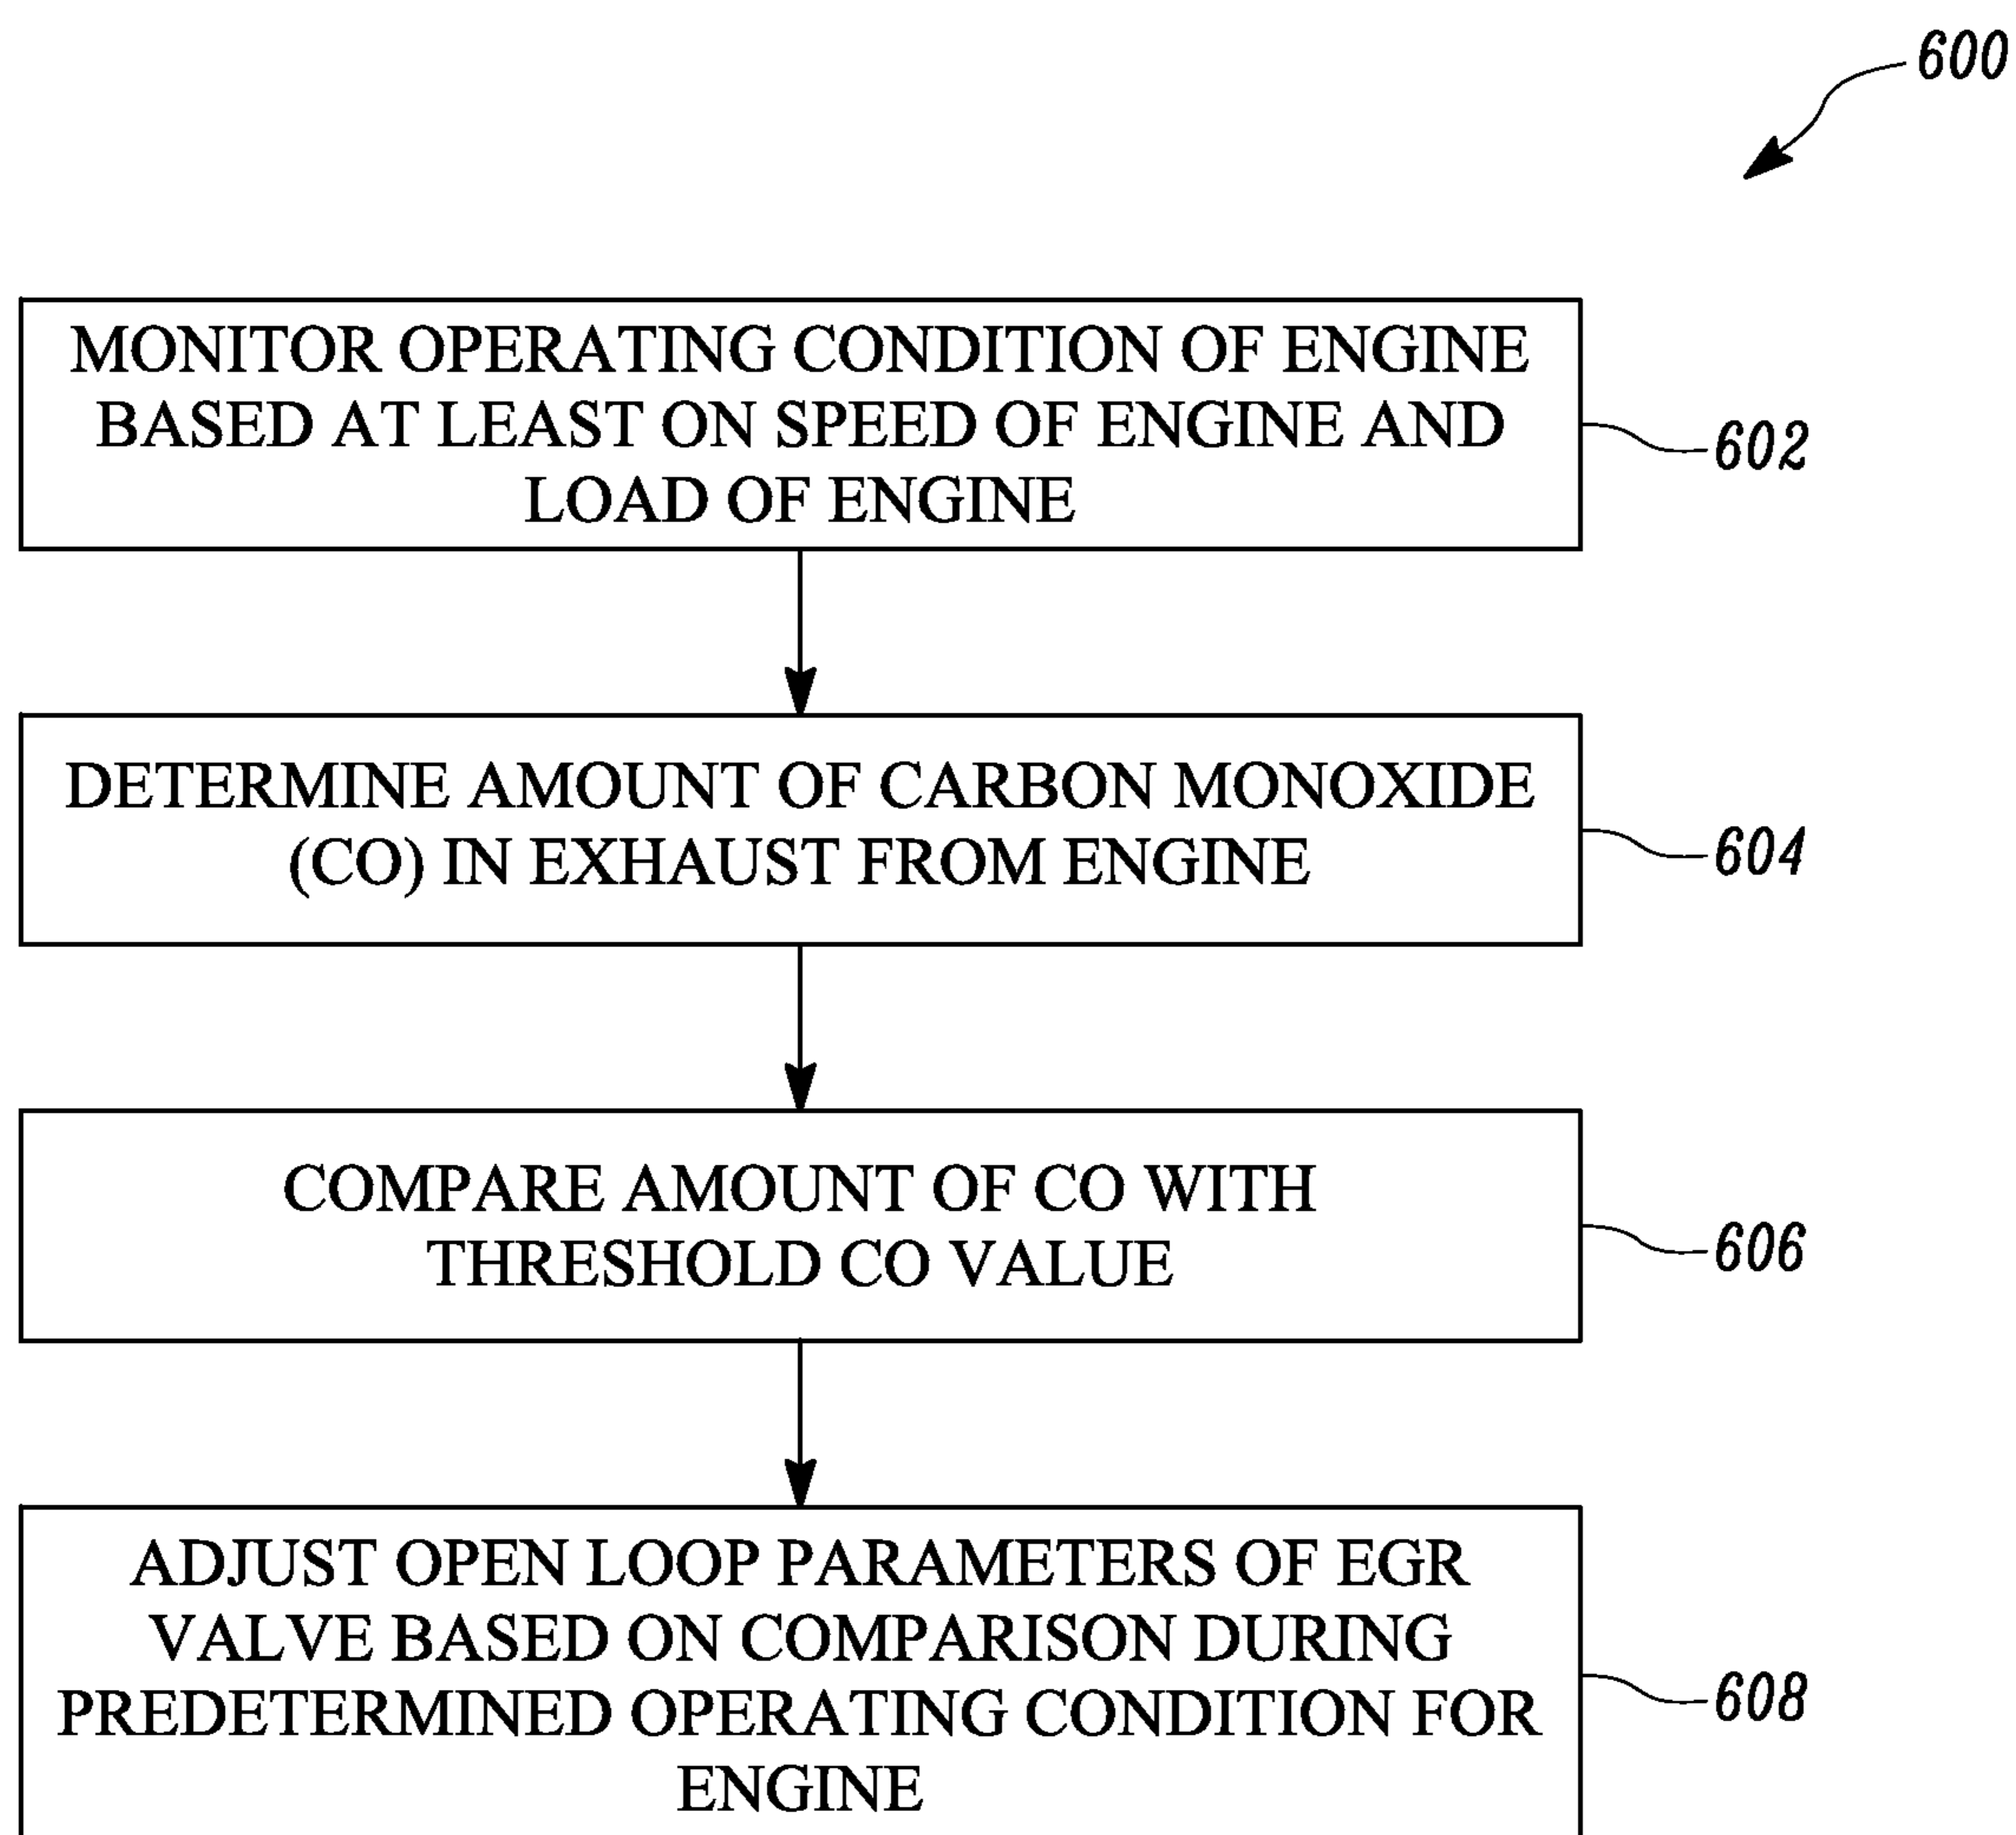 600
MONITOR OPERATING CONDITION OF ENGINE
BASED AT LEAST ON SPEED OF ENGINE AND
LOAD OF ENGINE
602
DETERMINE AMOUNT OF CARBON MONOXIDE
(CO) IN EXHAUST FROM ENGINE
604
COMPARE AMOUNT OF CO WITH
THRESHOLD CO VALUE
606
ADJUST OPEN LOOP PARAMETERS OF EGR
VALVE BASED ON COMPARISON DURING
PREDETERMINED OPERATING CONDITION FOR
ENGINE
608